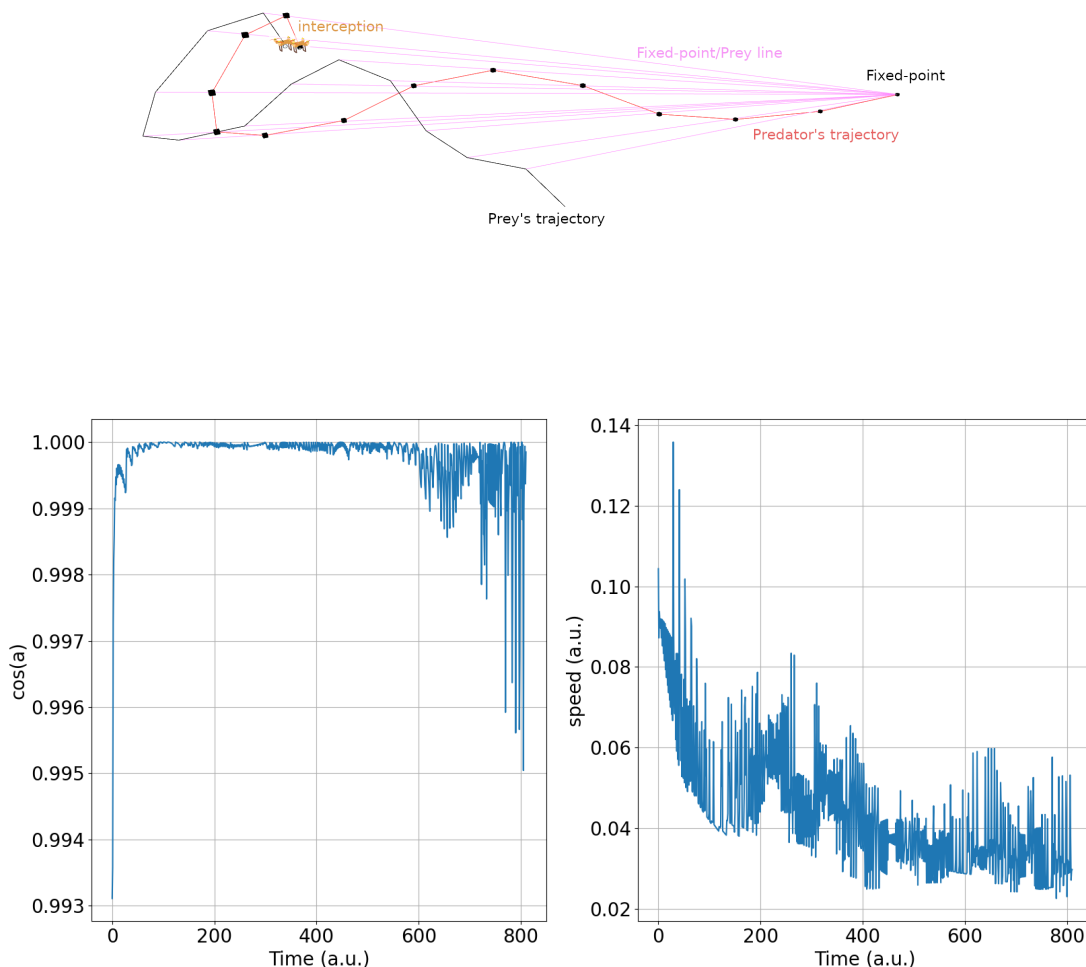 interception
Fixed-point/Prey line
Fixed-point
Predator's trajectory
Prey's trajectory
1.000
0.999
0.998
0.997
0.996
0.995
0.994
0.993
cos(a)
0 200 400 600 800
Time (a.u.)
0.14
0.12
0.10
0.08
0.06
0.04
0.02
speed (a.u.)
0 200 400 600 800
Time (a.u.)